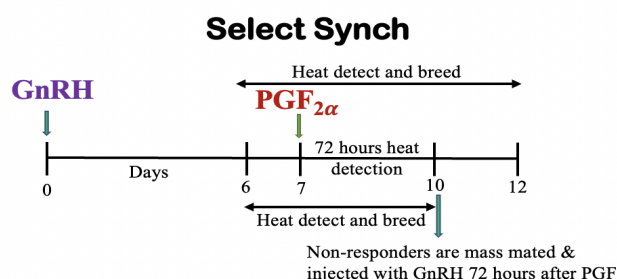 Select Synch
Heat detect and breed
GnRH
PGF2α
72 hours heat
detection
Days
0
6
7
10
12
Heat detect and breed
Non-responders are mass mated &
injected with GnRH 72 hours after PGF